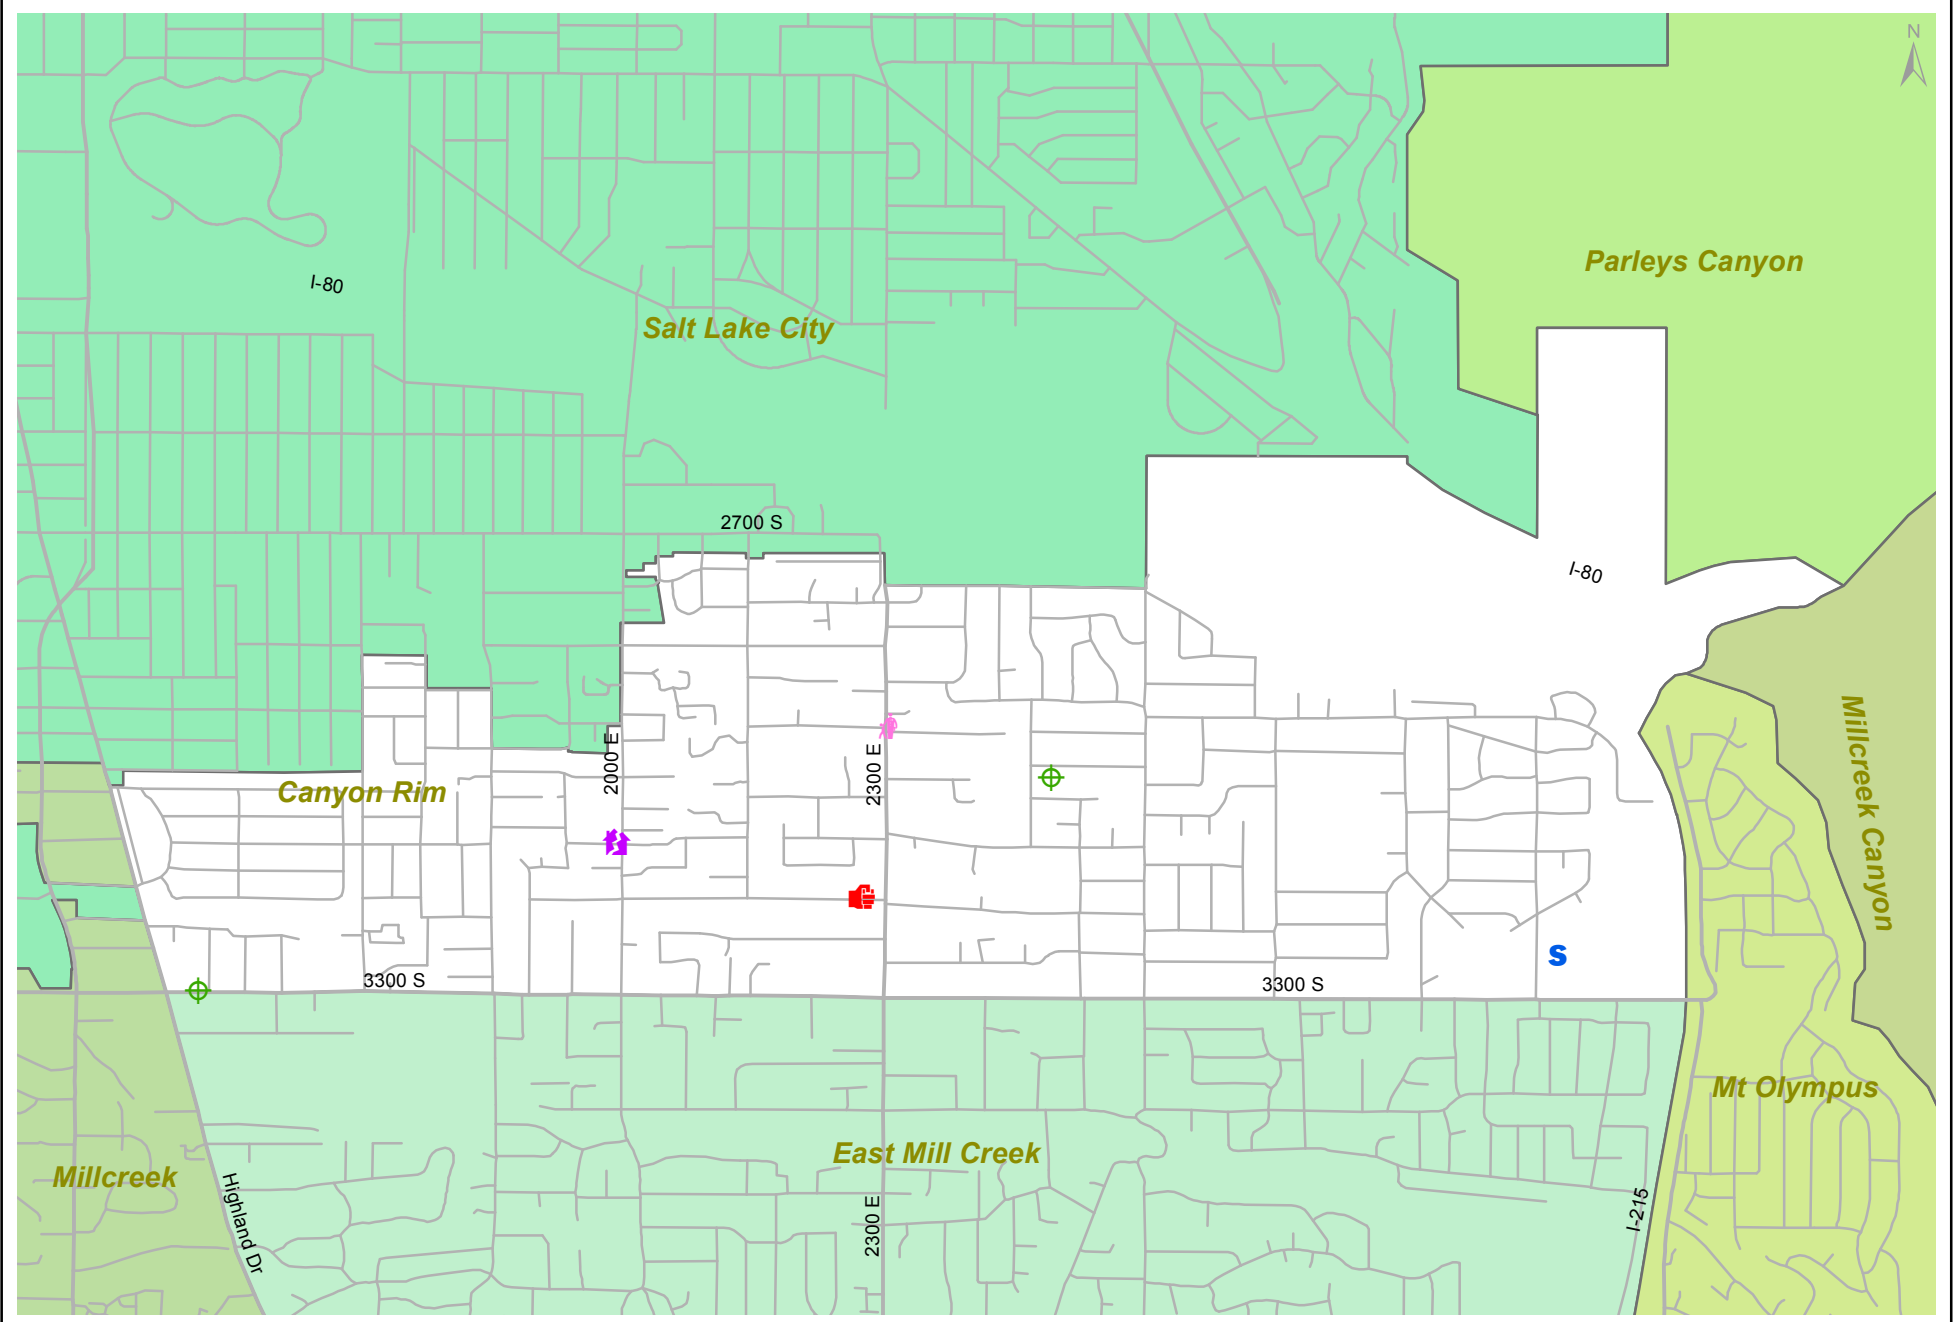 N
Parleys Canyon
I-80
Salt Lake City
2700 S
I-80
Millcreek Canyon
2000 E
2300 E
Canyon Rim
S
3300 S
3300 S
Mt Olympus
East Mill Creek
Millcreek
Highland Dr
2300 E
I-215